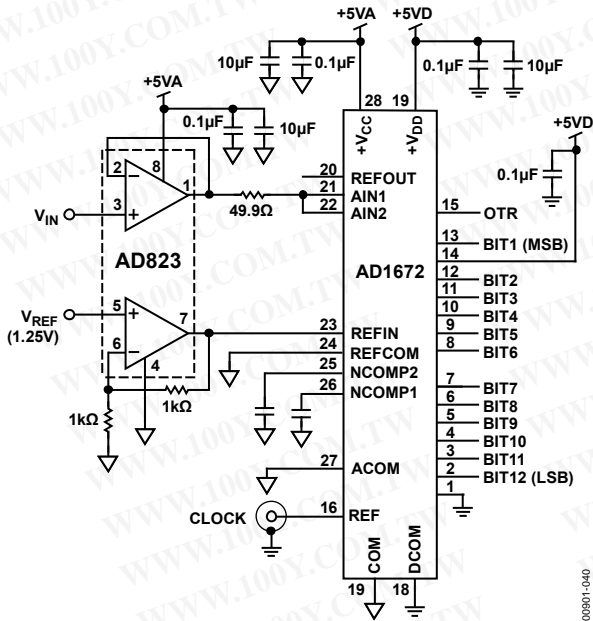 +5VA
+5VD
10µF
0.1µF
0.1µF
10µF
+5VA
28
19
+VCC
+VDD
+5VD
0.1µF
10µF
0.1µF
2
8
1
3
VIN
49.9Ω
AD823
20
REFOUT
21
AIN1
22
AIN2
AD1672
15
OTR
13
BIT1 (MSB)
14
12
BIT2
11
BIT3
10
BIT4
9
BIT5
8
BIT6
VREF
(1.25V)
5
7
6
4
1kΩ
1kΩ
23
REFIN
24
REFCOM
25
NCOMP2
26
NCOMP1
7
BIT7
6
BIT8
5
BIT9
4
BIT10
3
BIT11
2
BIT12 (LSB)
1
27
ACOM
CLOCK
16
REF
COM
DCOM
19
18
00901-040
WWW.100Y.COM.TW